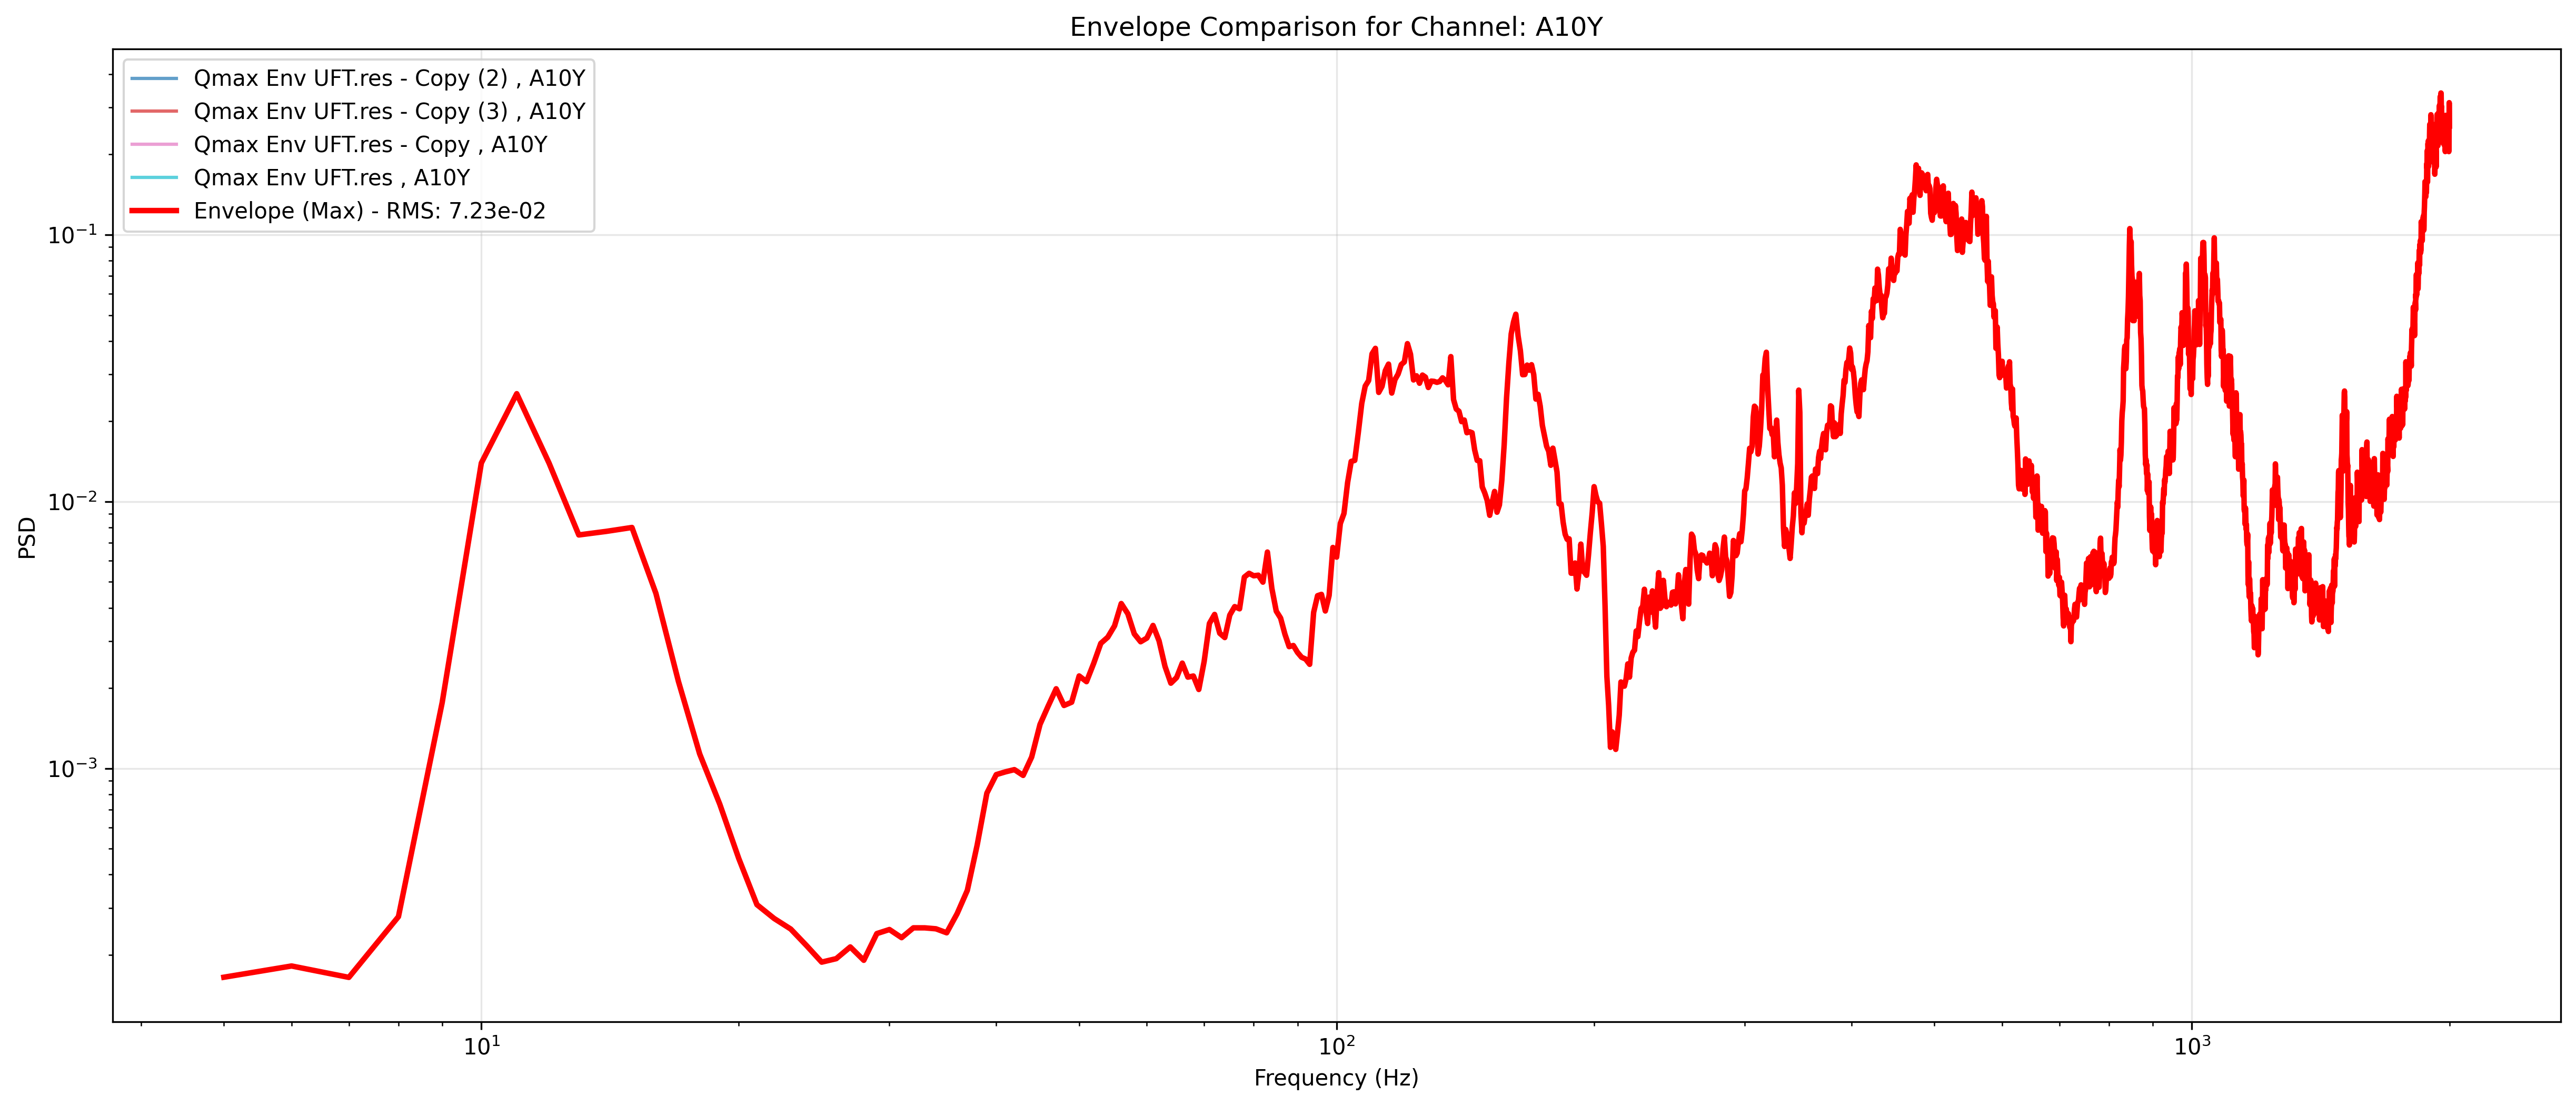 Envelope Comparison for Channel: A10Y
Qmax Env UFT.res - Copy (2) , A10Y
Qmax Env UFT.res - Copy (3) , A10Y
Qmax Env UFT.res - Copy , A10Y
Qmax Env UFT.res , A10Y
Envelope (Max) - RMS: 7.23e-02
PSD
10⁻¹
10⁻²
10⁻³
10¹
10²
10³
Frequency (Hz)